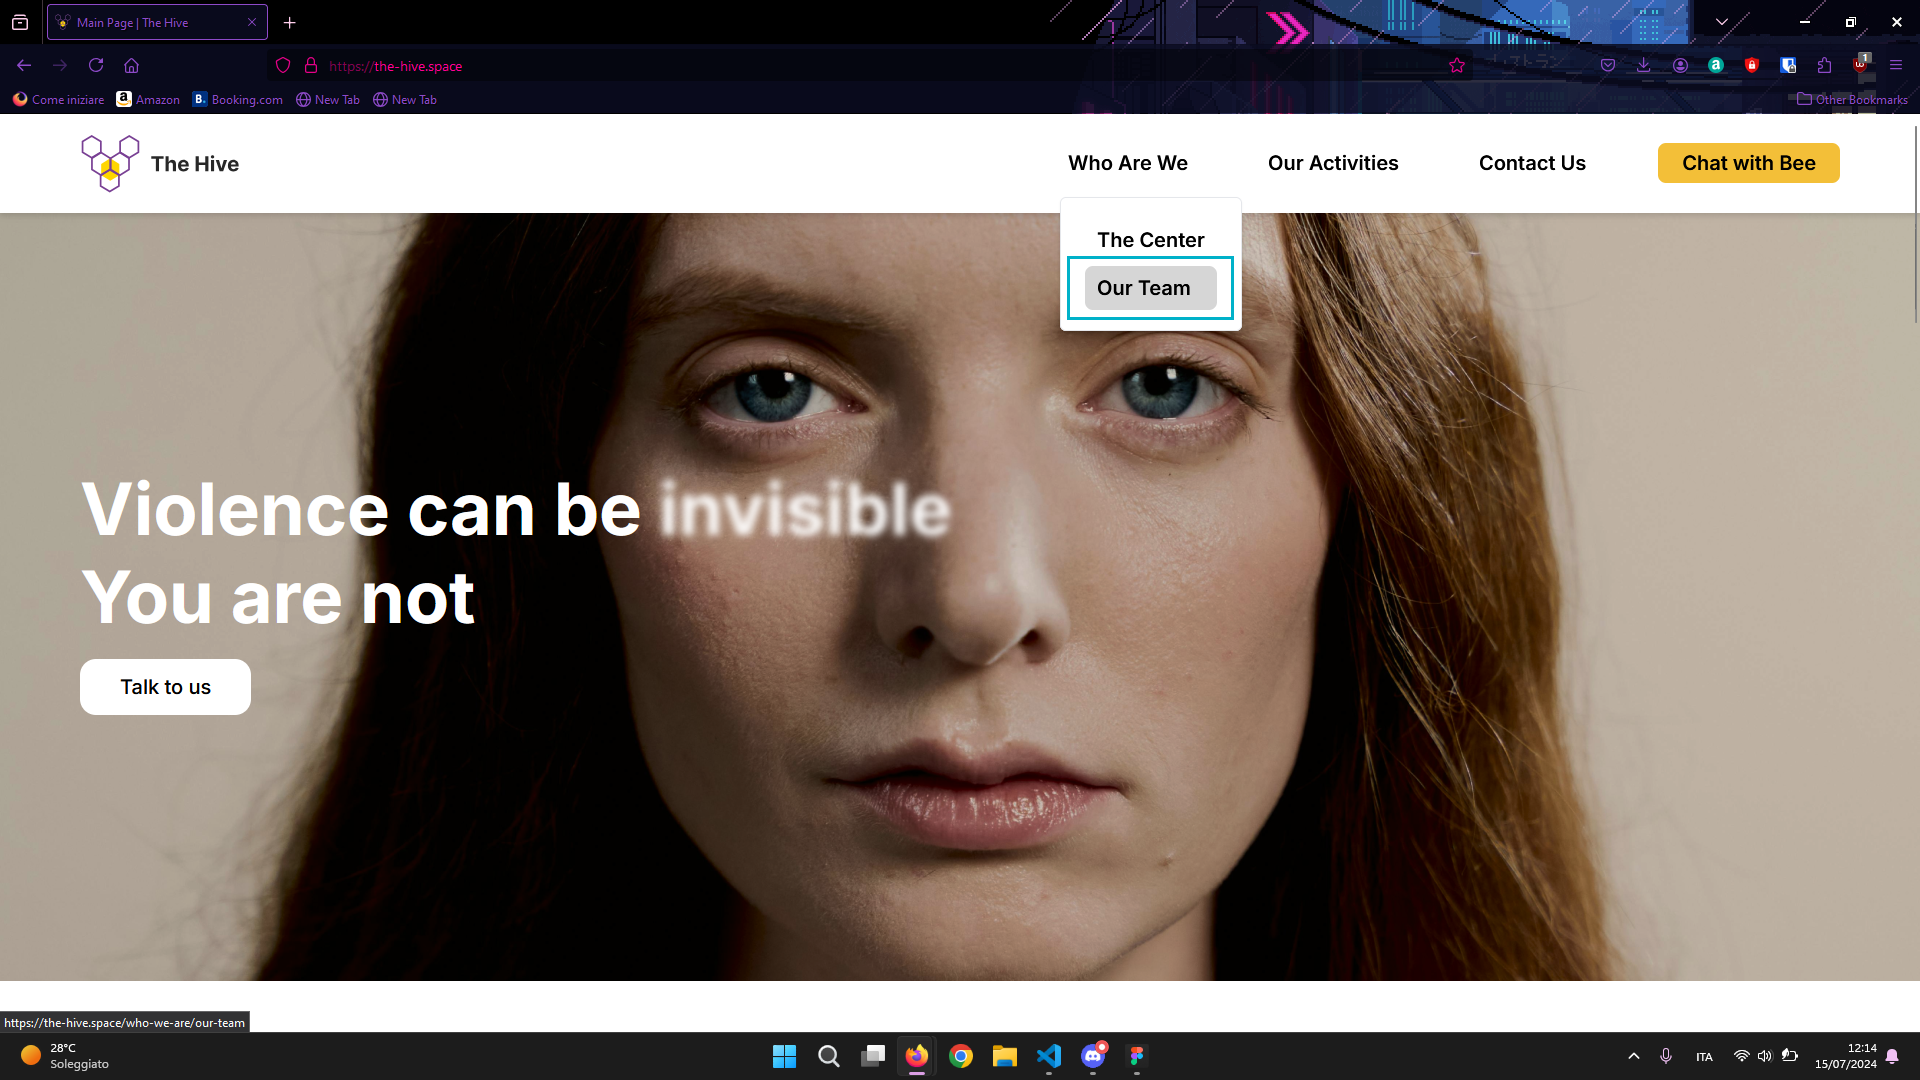 Main Page | The Hive
https://the-hive.space
1
Come iniziare
Amazon
B.
Booking.com
New Tab
New Tab
Other Bookmarks
The Hive
Who Are We
Our Activities
Contact Us
Chat with Bee
The Center
Our Team
Violence can be invisible
You are not
Talk to us
https://the-hive.space/who-we-are/our-team
28°C
Soleggiato
ITA
12:14
15/07/2024